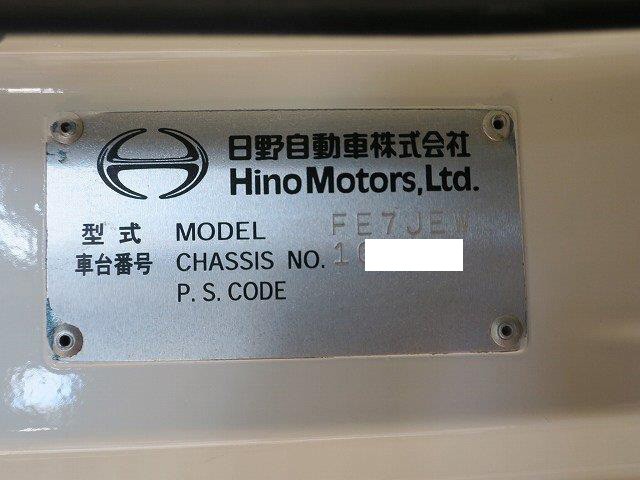 日野自動車株式会社
Hino Motors, Ltd.
型式 MODEL FE7JEW
車台番号 CHASSIS NO. 10
P. S. CODE